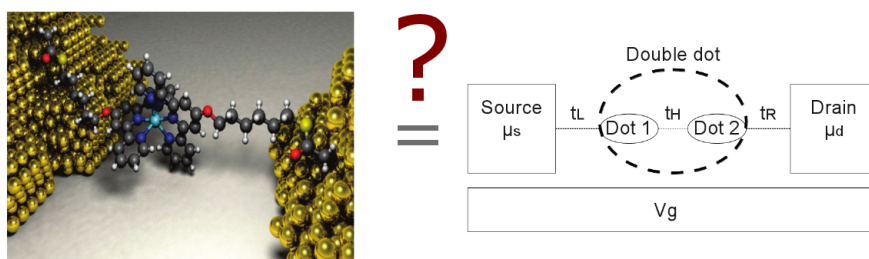 ?
=
Double dot
Source
μs
tL
Dot 1
tH
Dot 2
tR
Drain
μd
Vg